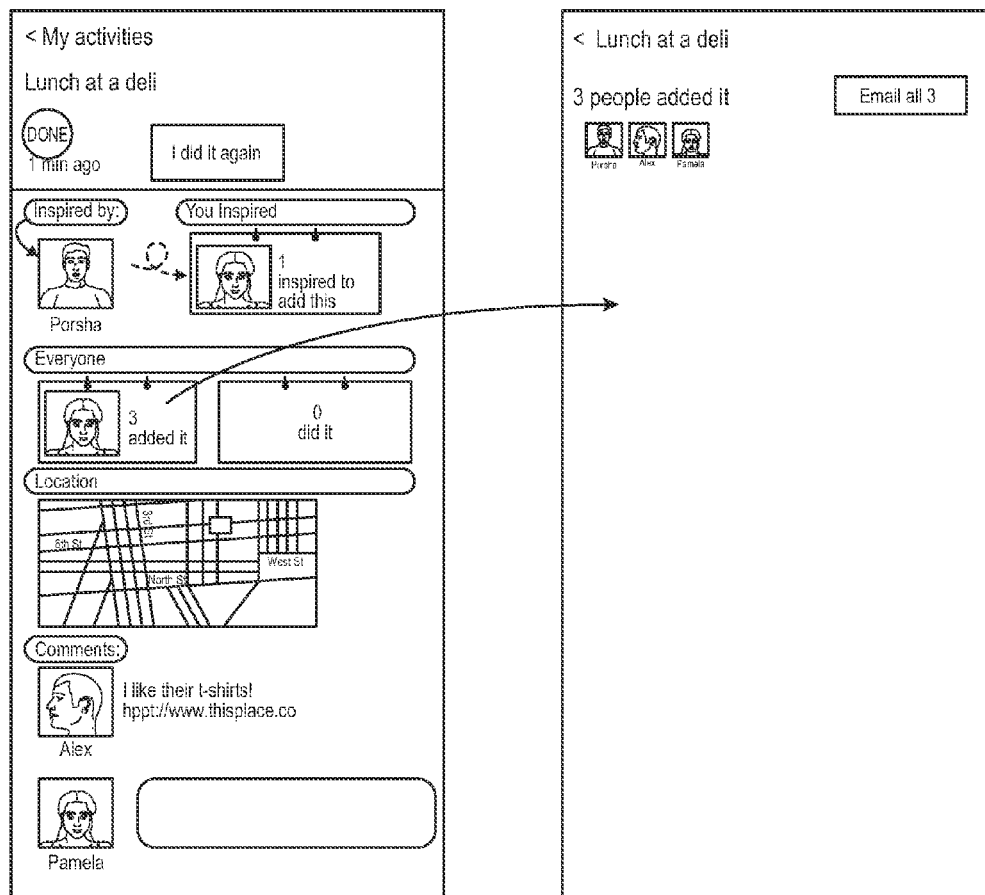 < My activities
Lunch at a deli
DONE
1 min ago
I did it again
Inspired by:
You Inspired
Porsha
1
inspired to
add this
Everyone
3
added it
0
did it
Location
8th St
3rd St
North St
West St
Comments:
I like their t-shirts!
hppt://www.thisplace.co
Alex
Pamela
< Lunch at a deli
3 people added it
Email all 3
Porsha
Alex
Pamela